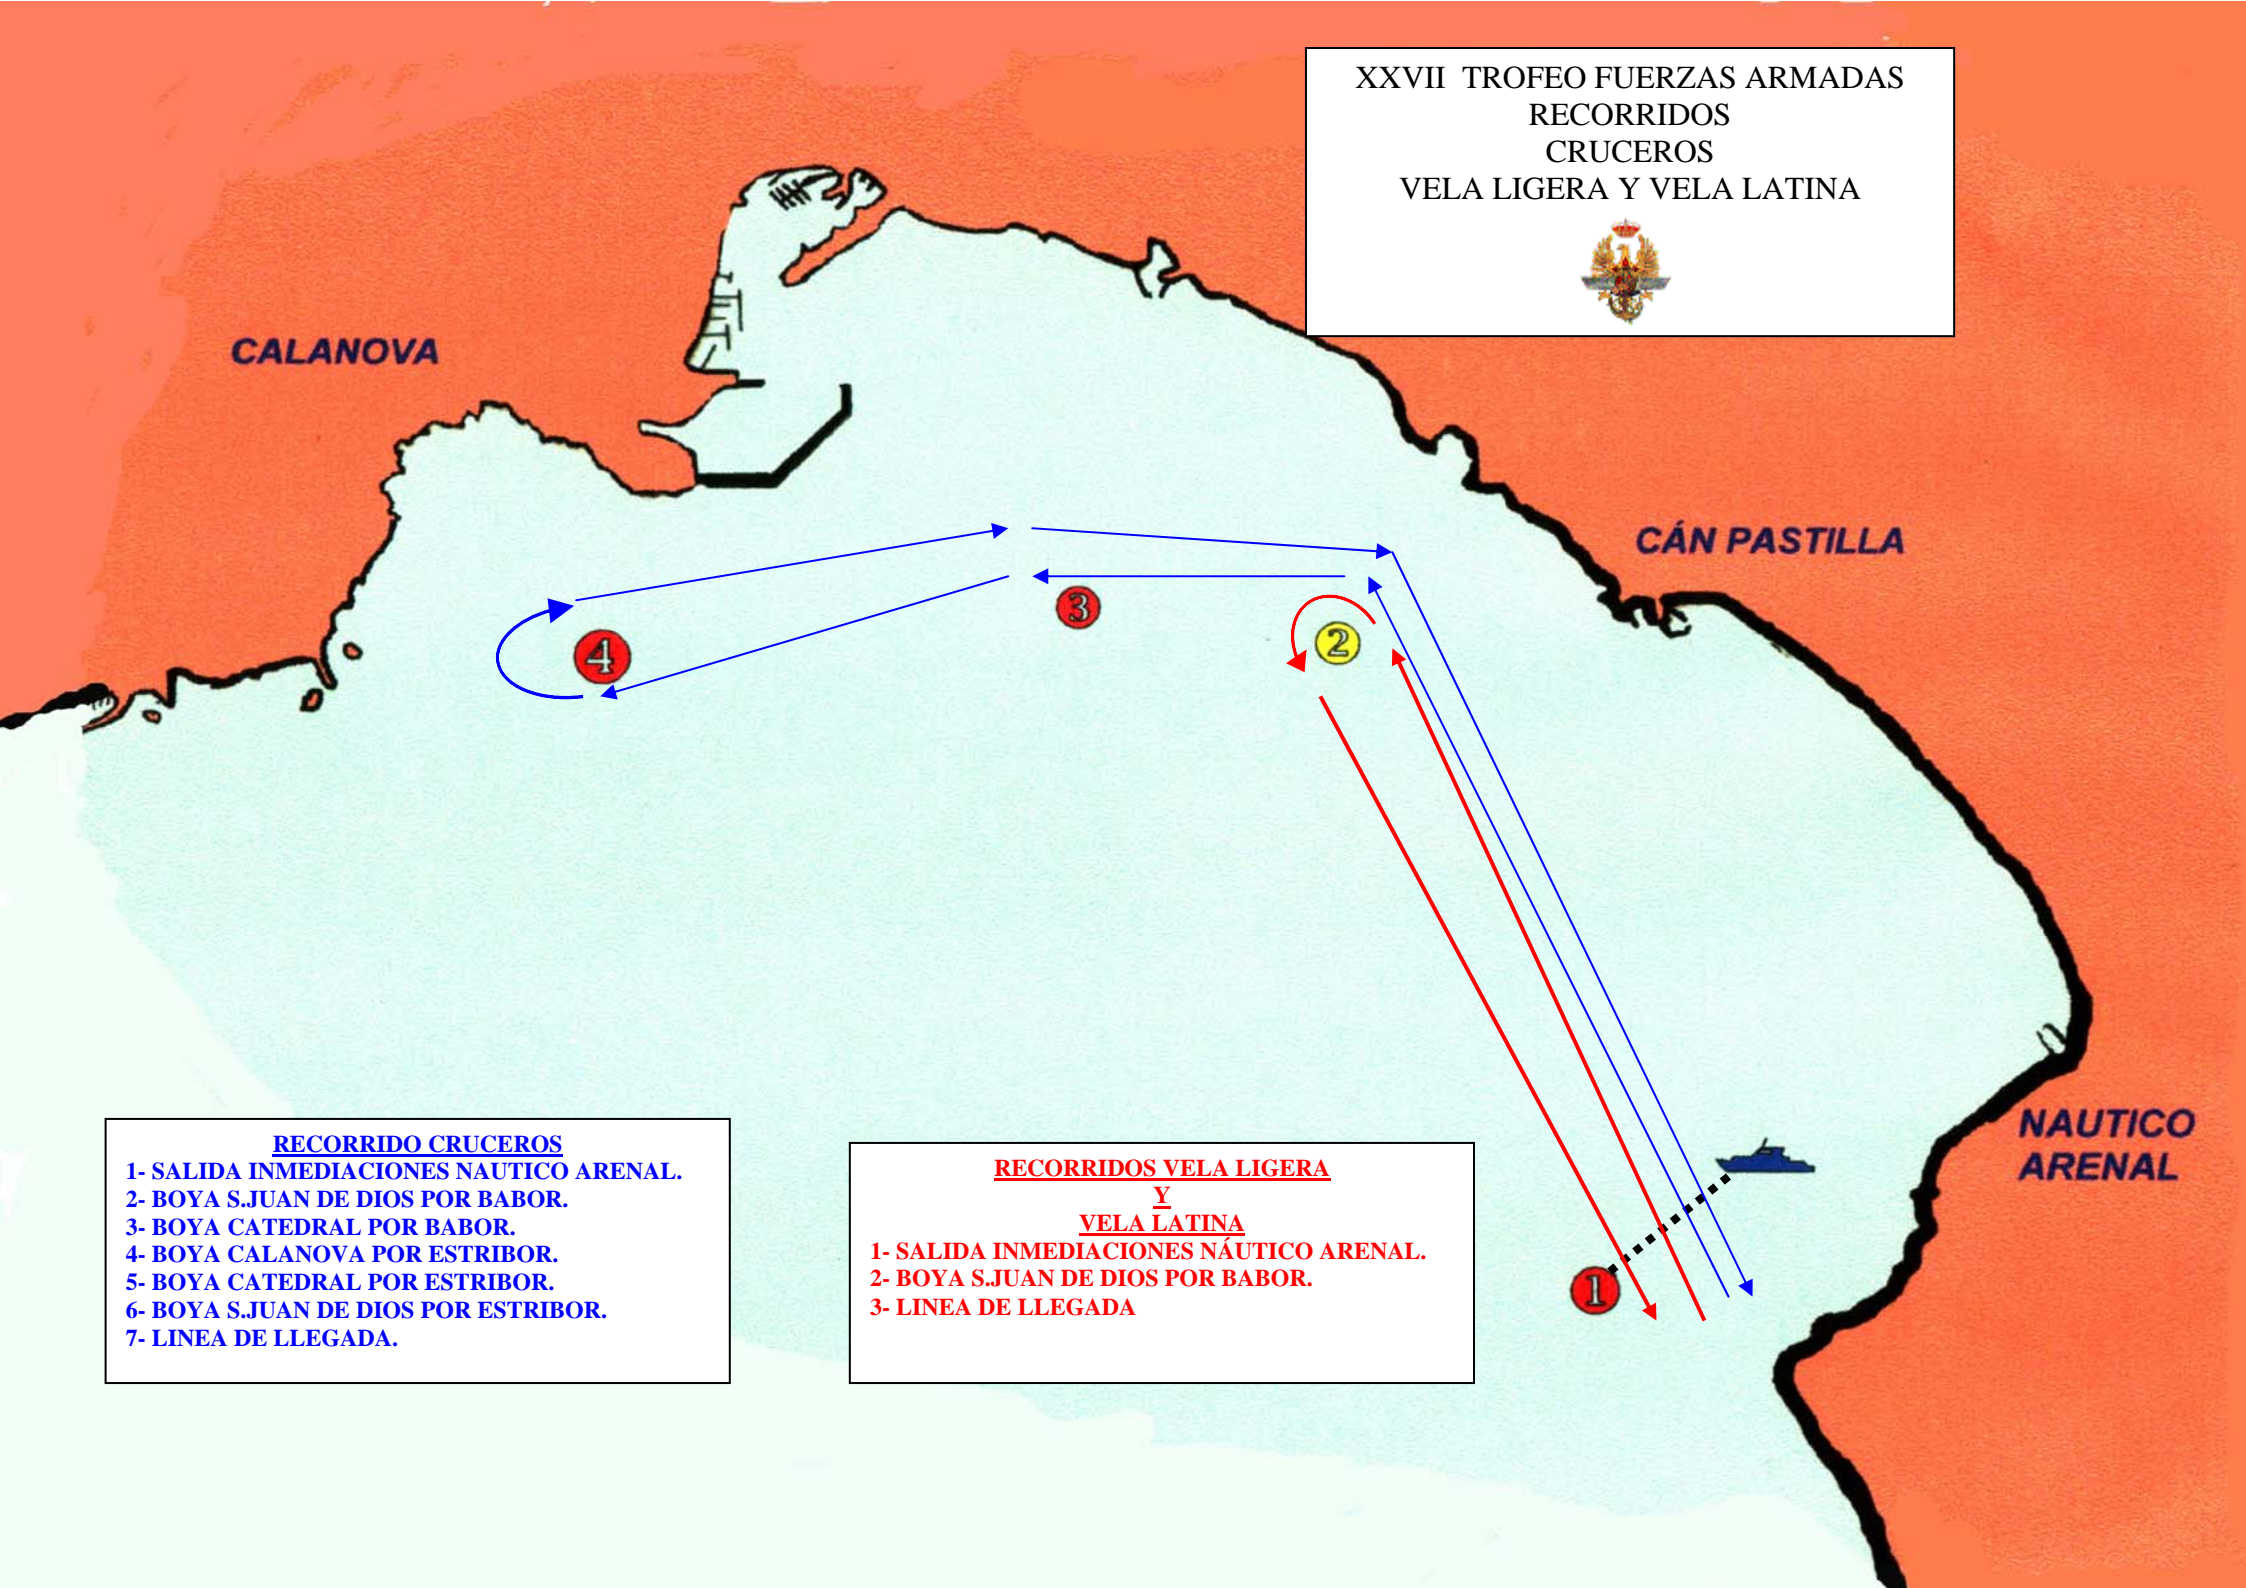 XXVII TROFEO FUERZAS ARMADAS
RECORRIDOS
CRUCEROS
VELA LIGERA Y VELA LATINA
CALANOVA
CÁN PASTILLA
3
2
4
NAUTICO
ARENAL
1
RECORRIDO CRUCEROS
1- SALIDA INMEDIACIONES NAUTICO ARENAL.
2- BOYA S.JUAN DE DIOS POR BABOR.
3- BOYA CATEDRAL POR BABOR.
4- BOYA CALANOVA POR ESTRIBOR.
5- BOYA CATEDRAL POR ESTRIBOR.
6- BOYA S.JUAN DE DIOS POR ESTRIBOR.
7- LINEA DE LLEGADA.
RECORRIDOS VELA LIGERA
Y
VELA LATINA
1- SALIDA INMEDIACIONES NÁUTICO ARENAL.
2- BOYA S.JUAN DE DIOS POR BABOR.
3- LINEA DE LLEGADA